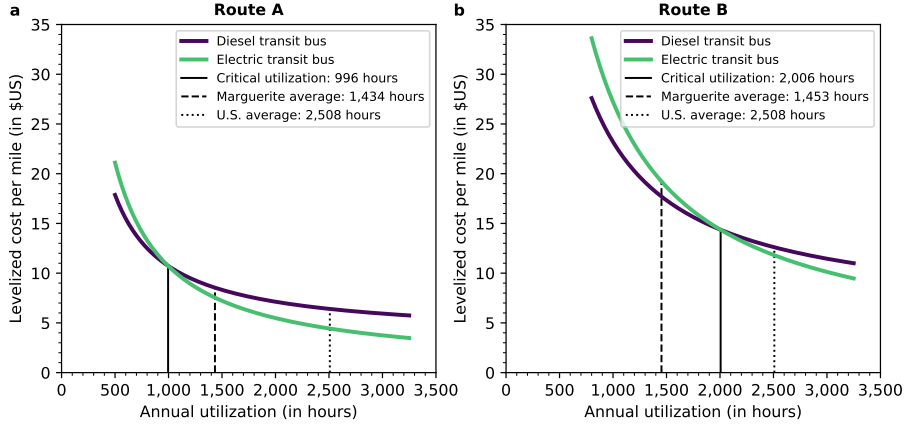 a
Route A
Levelized cost per mile (in $US)
35
30
25
20
15
10
5
0
Diesel transit bus
Electric transit bus
Critical utilization: 996 hours
Marguerite average: 1,434 hours
U.S. average: 2,508 hours
0 500 1,000 1,500 2,000 2,500 3,000 3,500
Annual utilization (in hours)
b
Route B
Levelized cost per mile (in $US)
35
30
25
20
15
10
5
0
Diesel transit bus
Electric transit bus
Critical utilization: 2,006 hours
Marguerite average: 1,453 hours
U.S. average: 2,508 hours
0 500 1,000 1,500 2,000 2,500 3,000 3,500
Annual utilization (in hours)